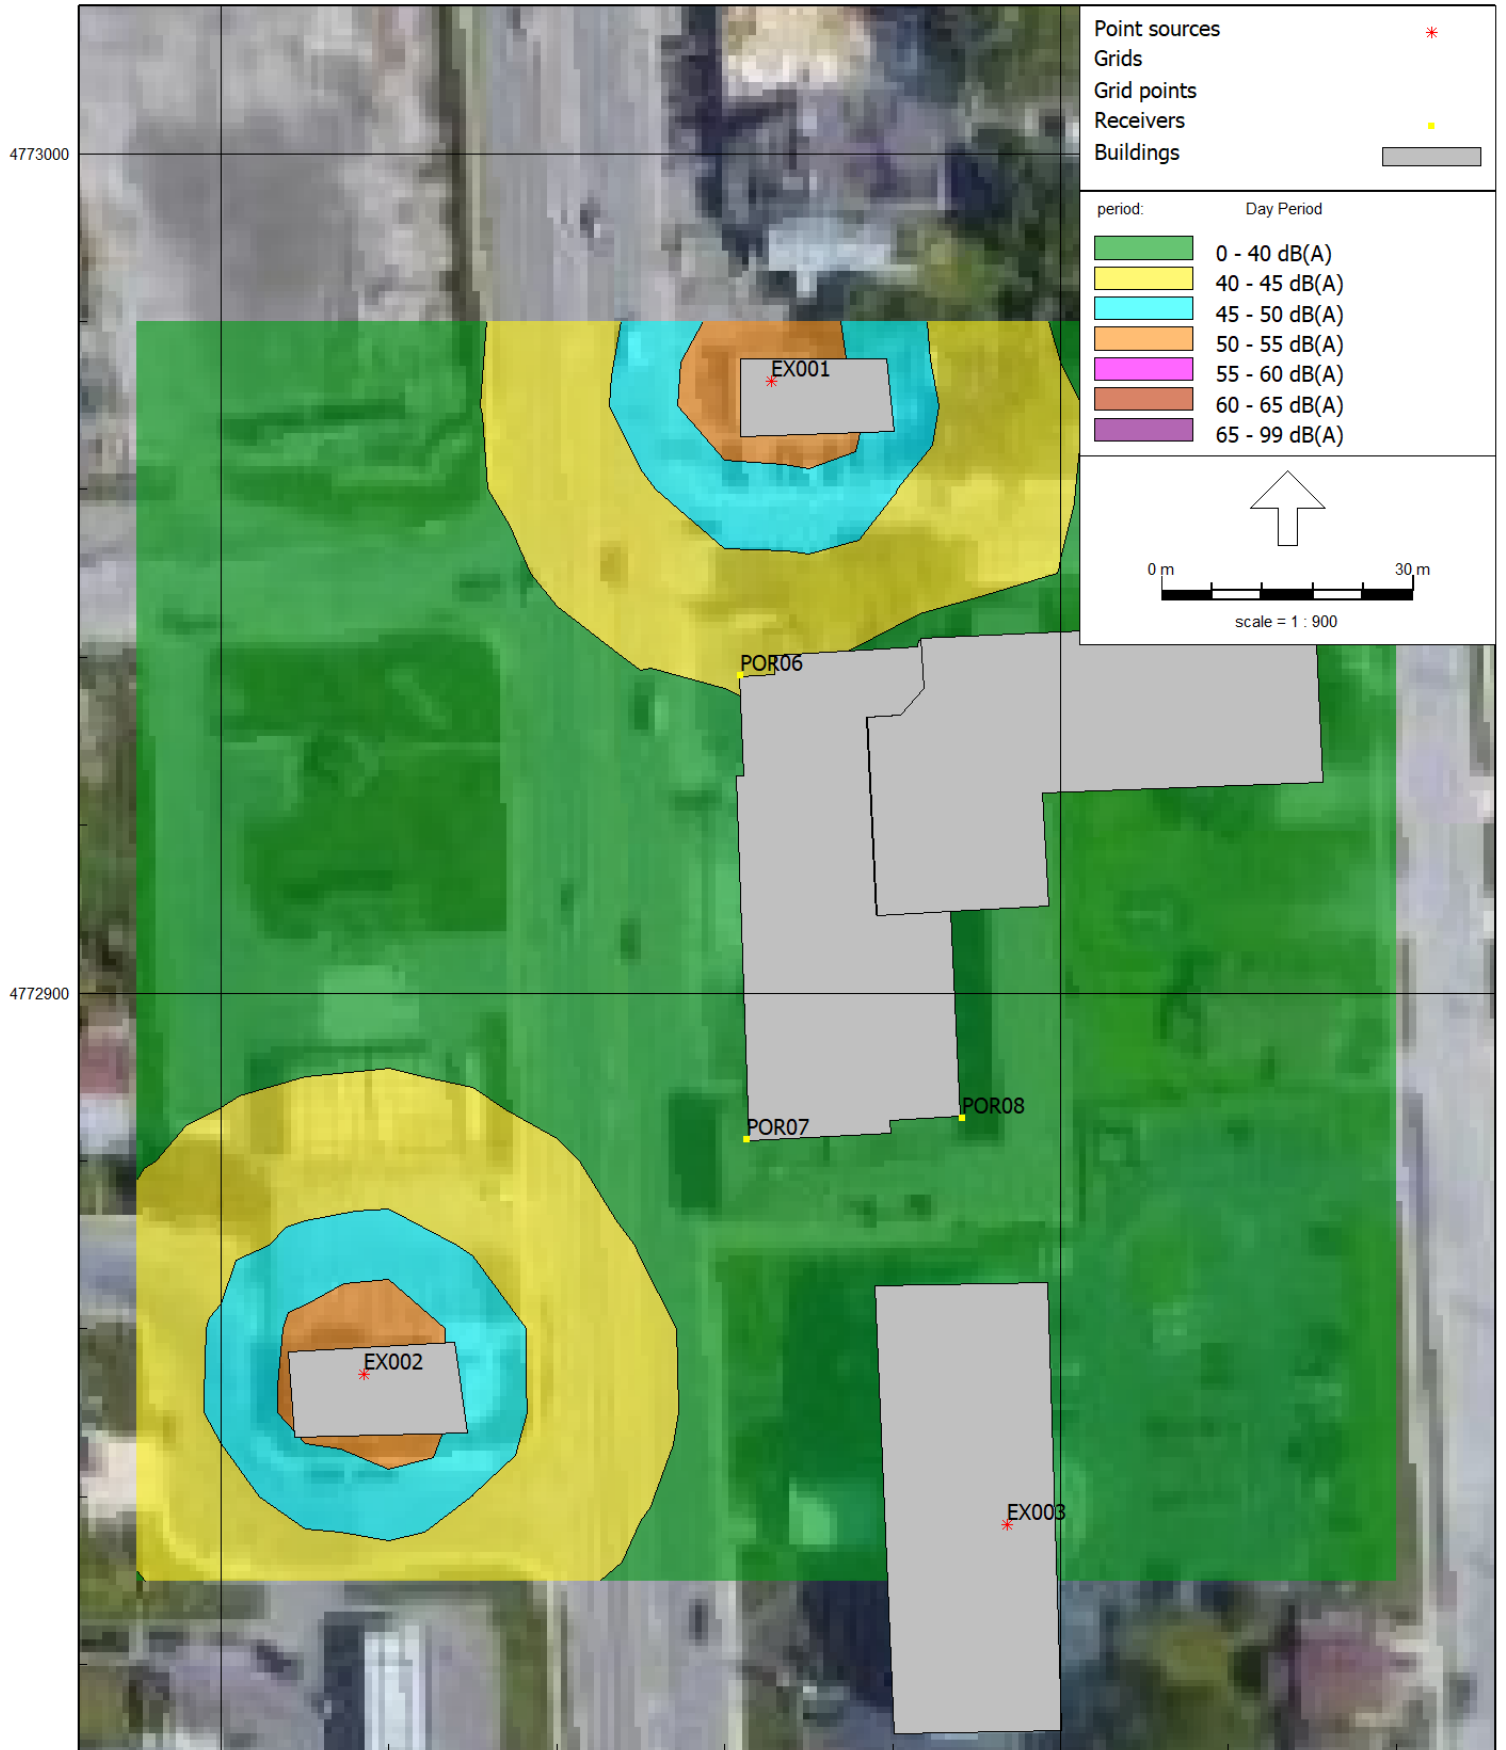 Point sources
Grids
Grid points
Receivers
Buildings
4773000
period: Day Period
0 - 40 dB(A)
40 - 45 dB(A)
45 - 50 dB(A)
50 - 55 dB(A)
55 - 60 dB(A)
60 - 65 dB(A)
65 - 99 dB(A)
EX001
0 m 30 m
scale = 1 : 900
POR06
4772900
POR08
POR07
EX002
EX003